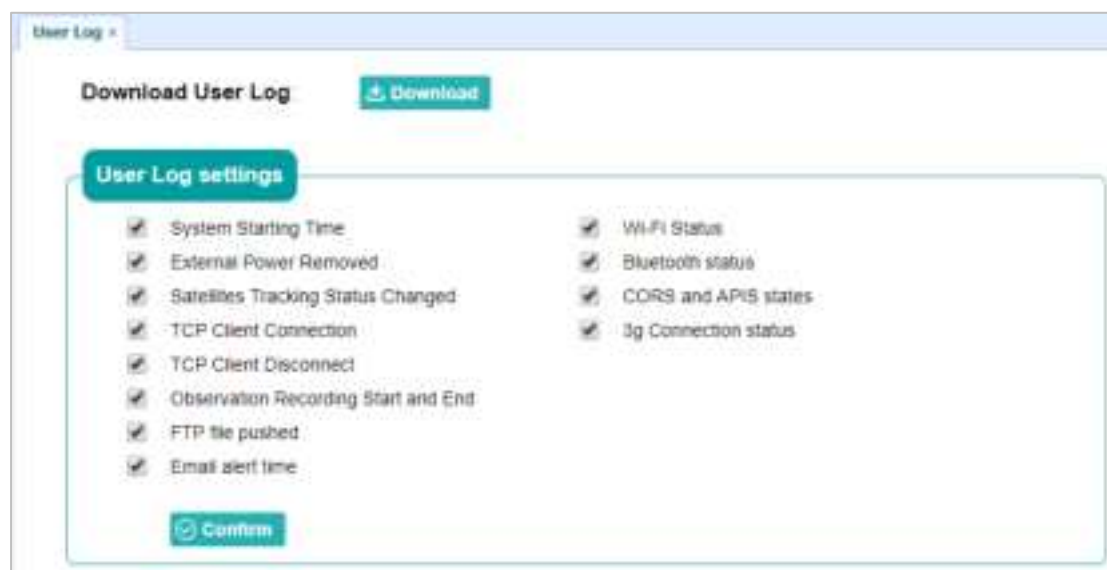 User Log ×
Download User Log
Download
User Log settings
System Starting Time
External Power Removed
Satellites Tracking Status Changed
TCP Client Connection
TCP Client Disconnect
Observation Recording Start and End
FTP file pushed
Email alert time
Wi-Fi Status
Bluetooth status
CORS and APIS states
3g Connection status
Confirm